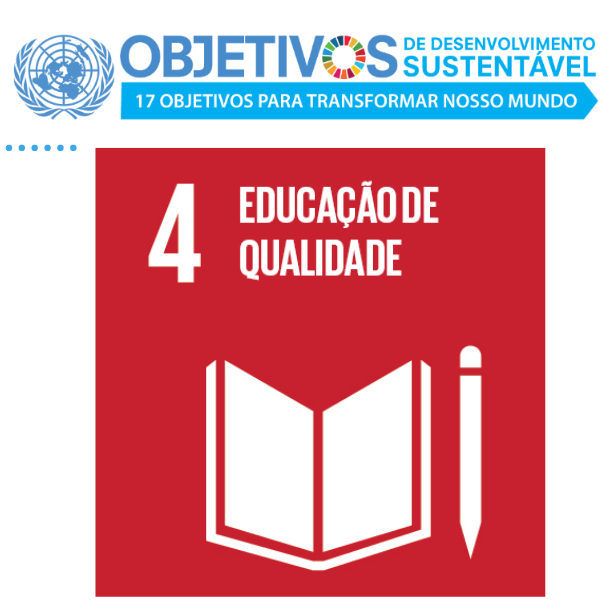 OBJETIVOS DE DESENVOLVIMENTO
SUSTENTÁVEL
17 OBJETIVOS PARA TRANSFORMAR NOSSO MUNDO
4 EDUCAÇÃO DE
QUALIDADE